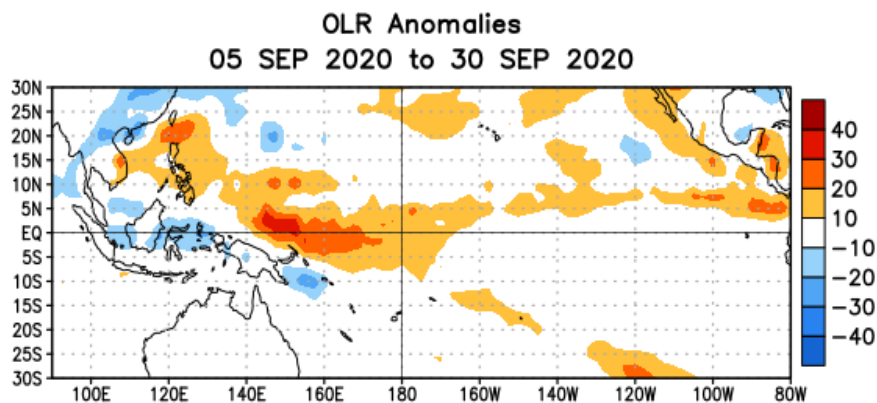 OLR Anomalies
05 SEP 2020 to 30 SEP 2020
30N
25N
20N
15N
10N
5N
EQ
5S
10S
15S
20S
25S
30S
100E 120E 140E 160E 180 160W 140W 120W 100W 80W
40
30
20
10
-10
-20
-30
-40